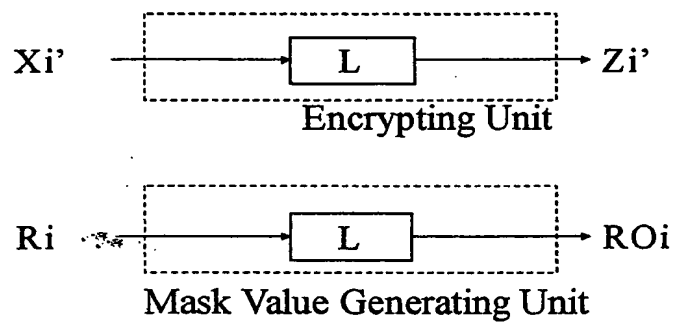 Xi’ L Zi’
Encrypting Unit
Ri L ROi
Mask Value Generating Unit